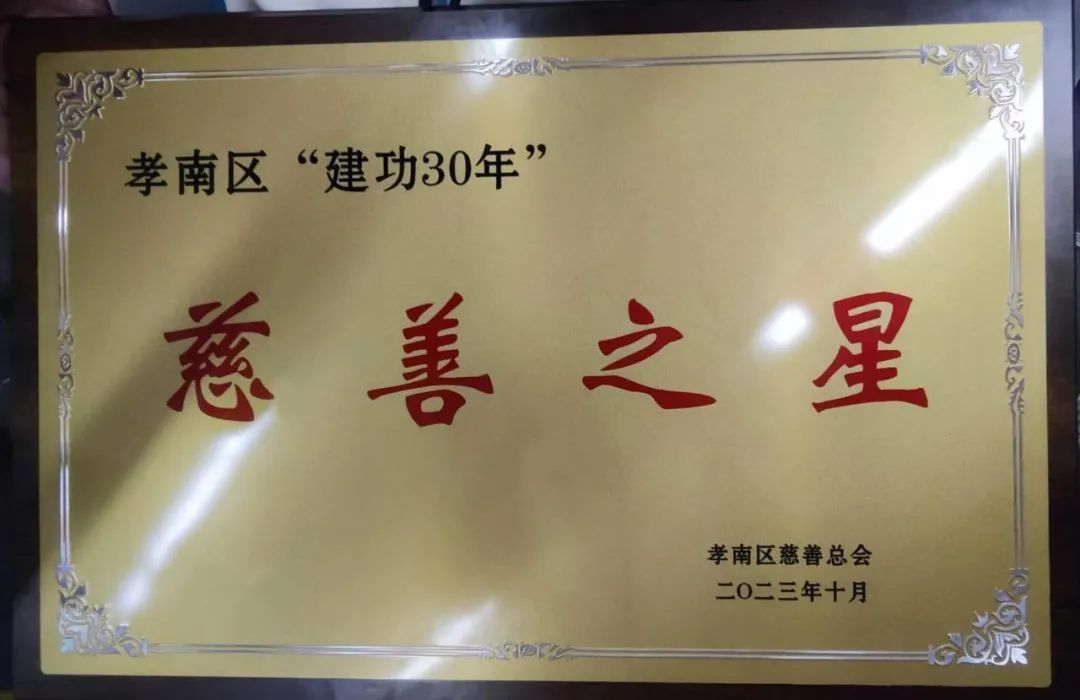 孝南区“建功30年”
慈善之星
孝南区慈善总会
二〇二三年十月